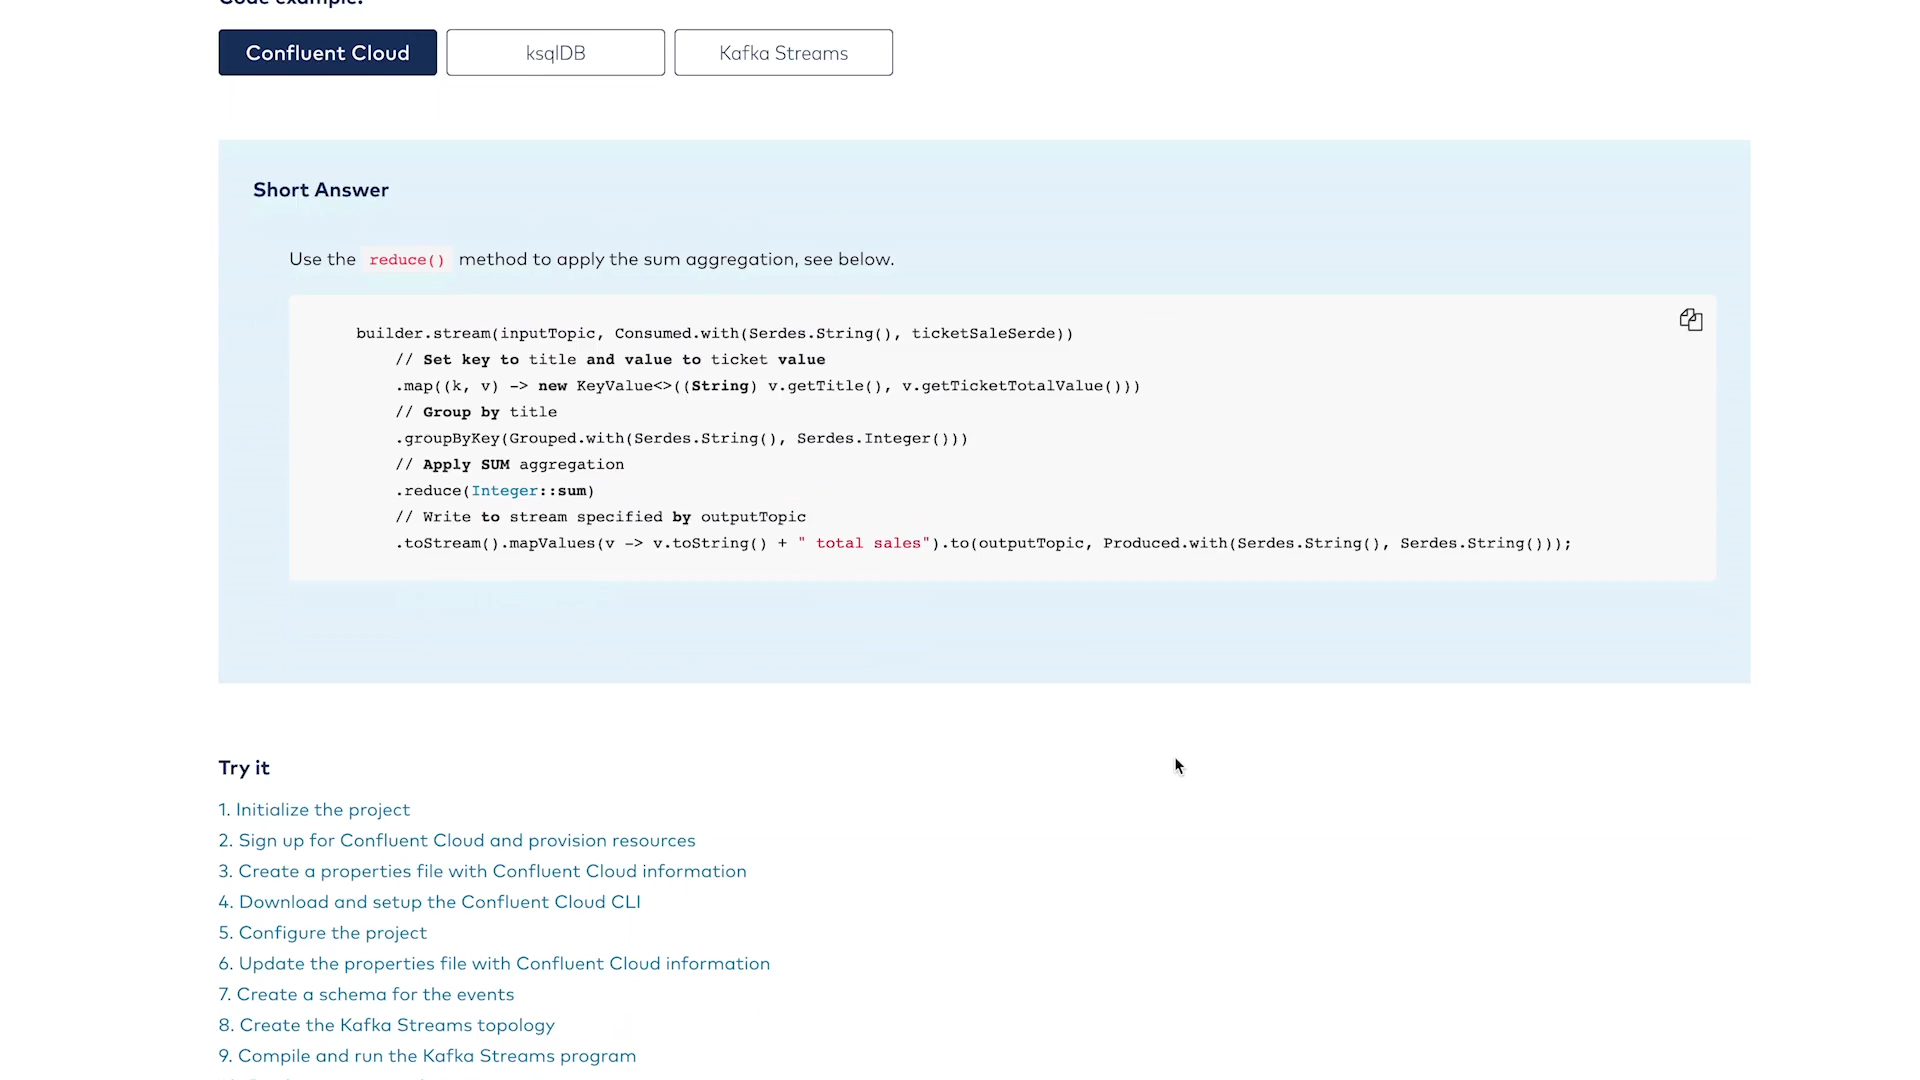 Code example:
Confluent Cloud
ksqlDB
Kafka Streams
Short Answer
Use the reduce() method to apply the sum aggregation, see below.
builder.stream(inputTopic, Consumed.with(Serdes.String(), ticketSaleSerde))
// Set key to title and value to ticket value
.map((k, v) -> new KeyValue<>((String) v.getTitle(), v.getTicketTotalValue()))
// Group by title
.groupByKey(Grouped.with(Serdes.String(), Serdes.Integer()))
// Apply SUM aggregation
.reduce(Integer::sum)
// Write to stream specified by outputTopic
.toStream().mapValues(v -> v.toString() + " total sales").to(outputTopic, Produced.with(Serdes.String(), Serdes.String()));
Try it
1. Initialize the project
2. Sign up for Confluent Cloud and provision resources
3. Create a properties file with Confluent Cloud information
4. Download and setup the Confluent Cloud CLI
5. Configure the project
6. Update the properties file with Confluent Cloud information
7. Create a schema for the events
8. Create the Kafka Streams topology
9. Compile and run the Kafka Streams program